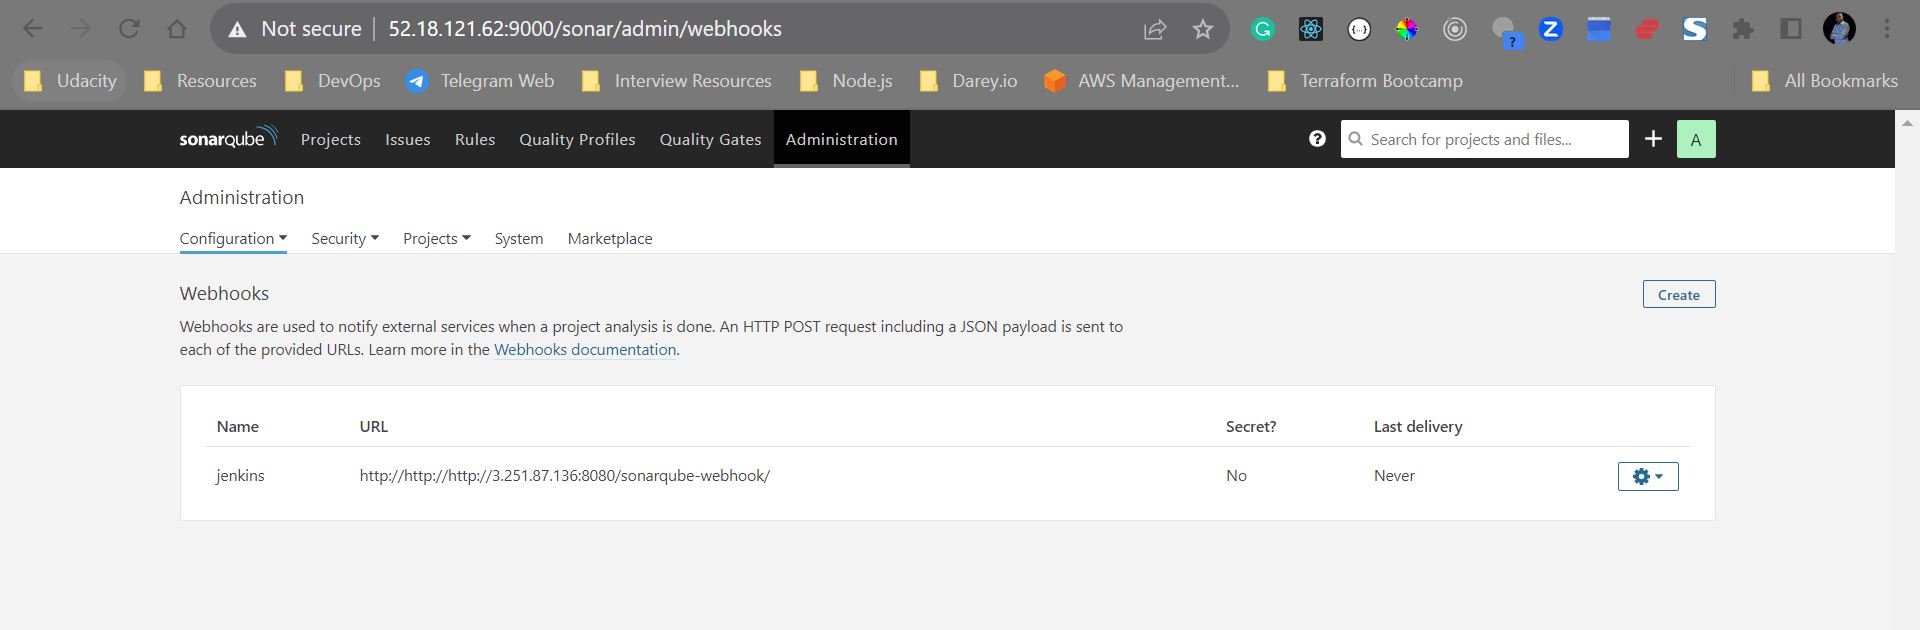 Not secure 52.18.121.62:9000/sonar/admin/webhooks
Udacity Resources DevOps Telegram Web Interview Resources Node.js Darey.io AWS Management... Terraform Bootcamp All Bookmarks
sonarqube Projects Issues Rules Quality Profiles Quality Gates Administration ? Search for projects and files... A
Administration
Configuration Security Projects System Marketplace
Webhooks Create
Webhooks are used to notify external services when a project analysis is done. An HTTP POST request including a JSON payload is sent to
each of the provided URLs. Learn more in the Webhooks documentation.
Name URL Secret? Last delivery
jenkins http://http://http://3.251.87.136:8080/sonarqube-webhook/ No Never